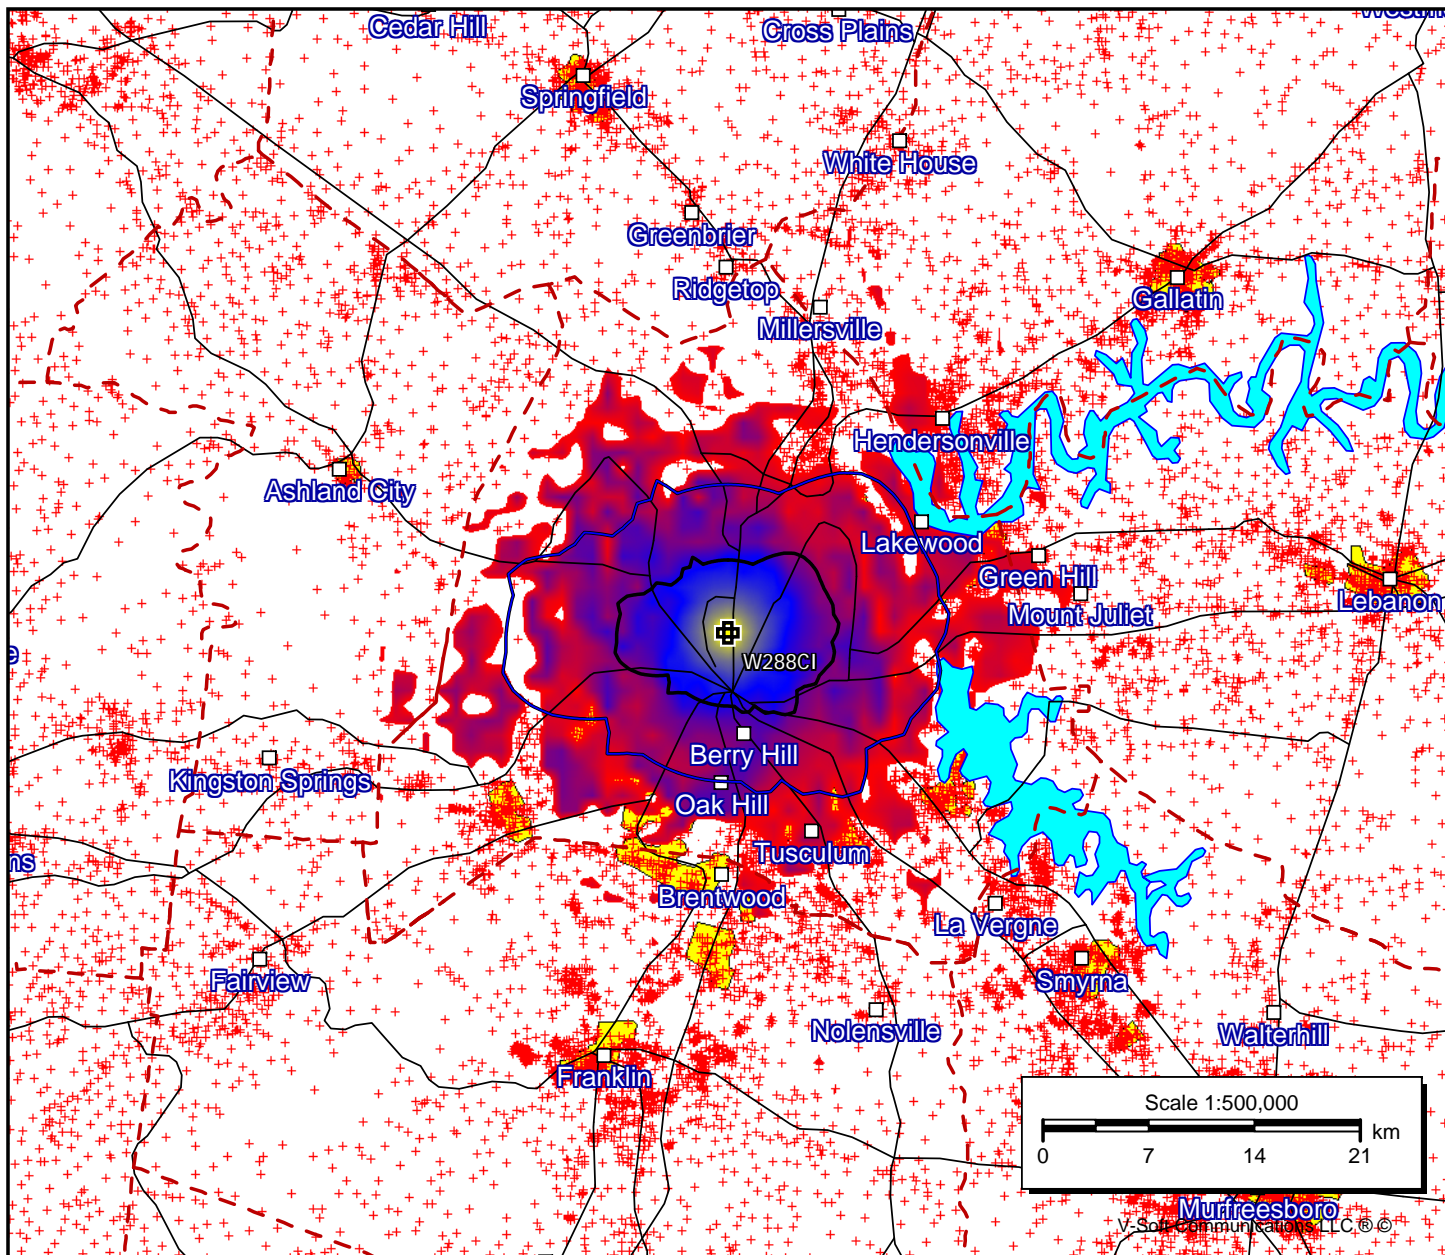 Cedar Hill
Cross Plains
Springfield
White House
Greenbrier
Ridgetop
Gallatin
Millersville
Hendersonville
Ashland City
Lakewood
Green Hill
Lebanon
Mount Juliet
W288CI
Berry Hill
Kingston Springs
Oak Hill
Tusculum
ns
Brentwood
La Vergne
Fairview
Smyrna
Nolensville
Walterhill
Franklin
Scale 1:500,000
km
0 7 14 21
Murfreesboro
V-Soft Communications LLC ® ©